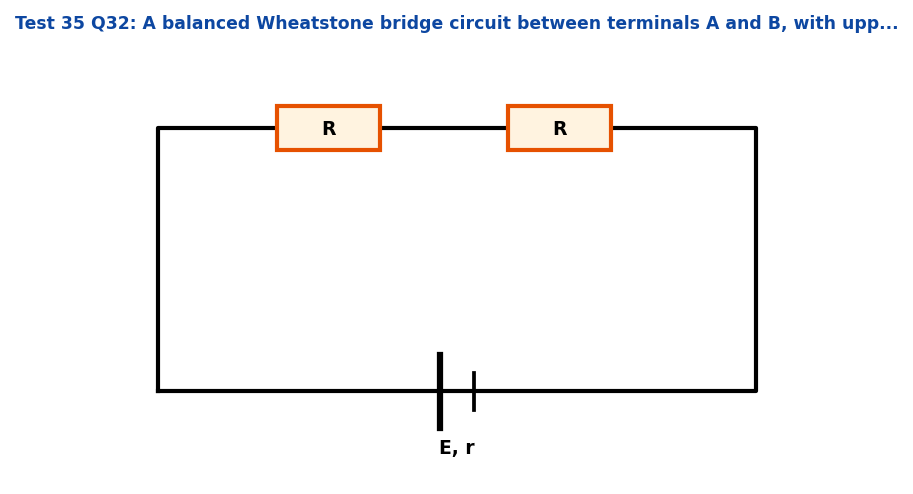 Test 35 Q32: A balanced Wheatstone bridge circuit between terminals A and B, with upp...
R R
E, r